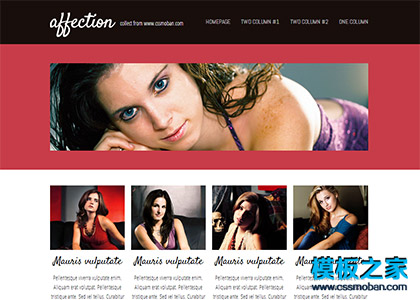 affection collect from www.cssmoban.com
HOMEPAGE TWO COLUMN #1 TWO COLUMN #2 ONE COLUMN
Mauris vulputate Mauris vulputate Mauris vulputate Mauris vulputate
Pellentesque viverra vulputate enim. Pellentesque viverra vulputate enim. Pellentesque viverra vulputate enim. Pellentesque viverra
Aliquam erat volutpat. Pellentesque Aliquam erat volutpat. Pellentesque Aliquam erat volutpat. Pellentesque Aliquam erat
tristique ante. Sed vel tellus. Curabitur tristique ante. Sed vel tellus. Curabitur tristique ante. Sed vel tellus. Curabitur tristique ante. Sed vel tellus. Curabitur
模板之家
www.cssmoban.com